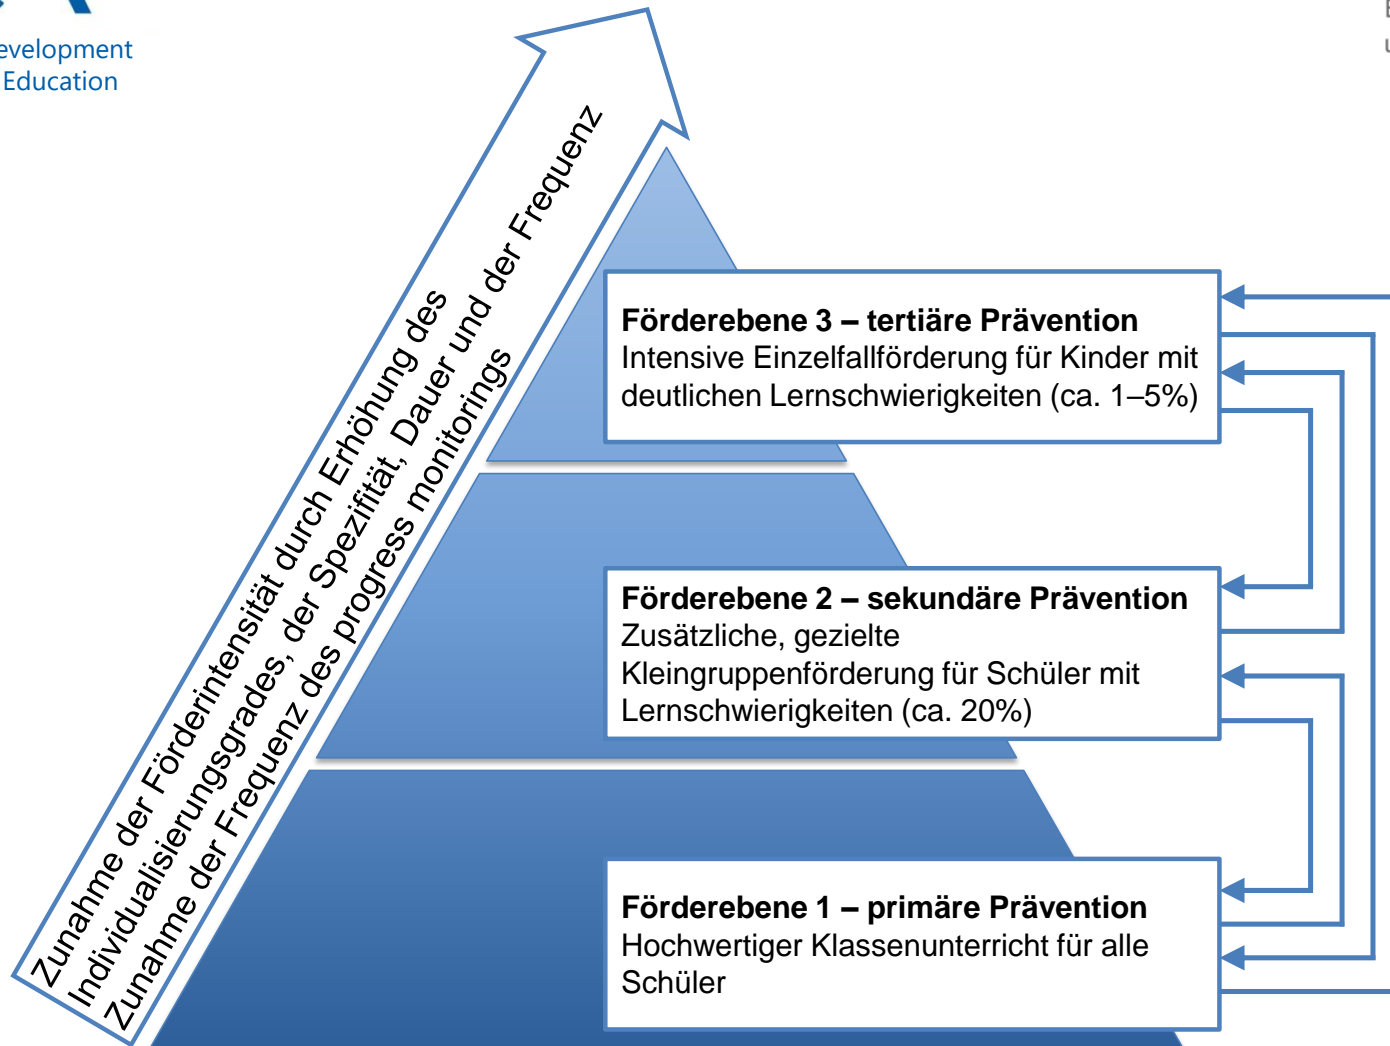 Education
Zunahme der Förderintensität durch Erhöhung des
Individualisierungsgrades, der Spezifität, Dauer und der Frequenz
Zunahme der Frequenz des progress monitorings
Förderebene 3 – tertiäre Prävention
Intensive Einzelfallförderung für Kinder mit
deutlichen Lernschwierigkeiten (ca. 1–5%)
Förderebene 2 – sekundäre Prävention
Zusätzliche, gezielte
Kleingruppenförderung für Schüler mit
Lernschwierigkeiten (ca. 20%)
Förderebene 1 – primäre Prävention
Hochwertiger Klassenunterricht für alle
Schüler